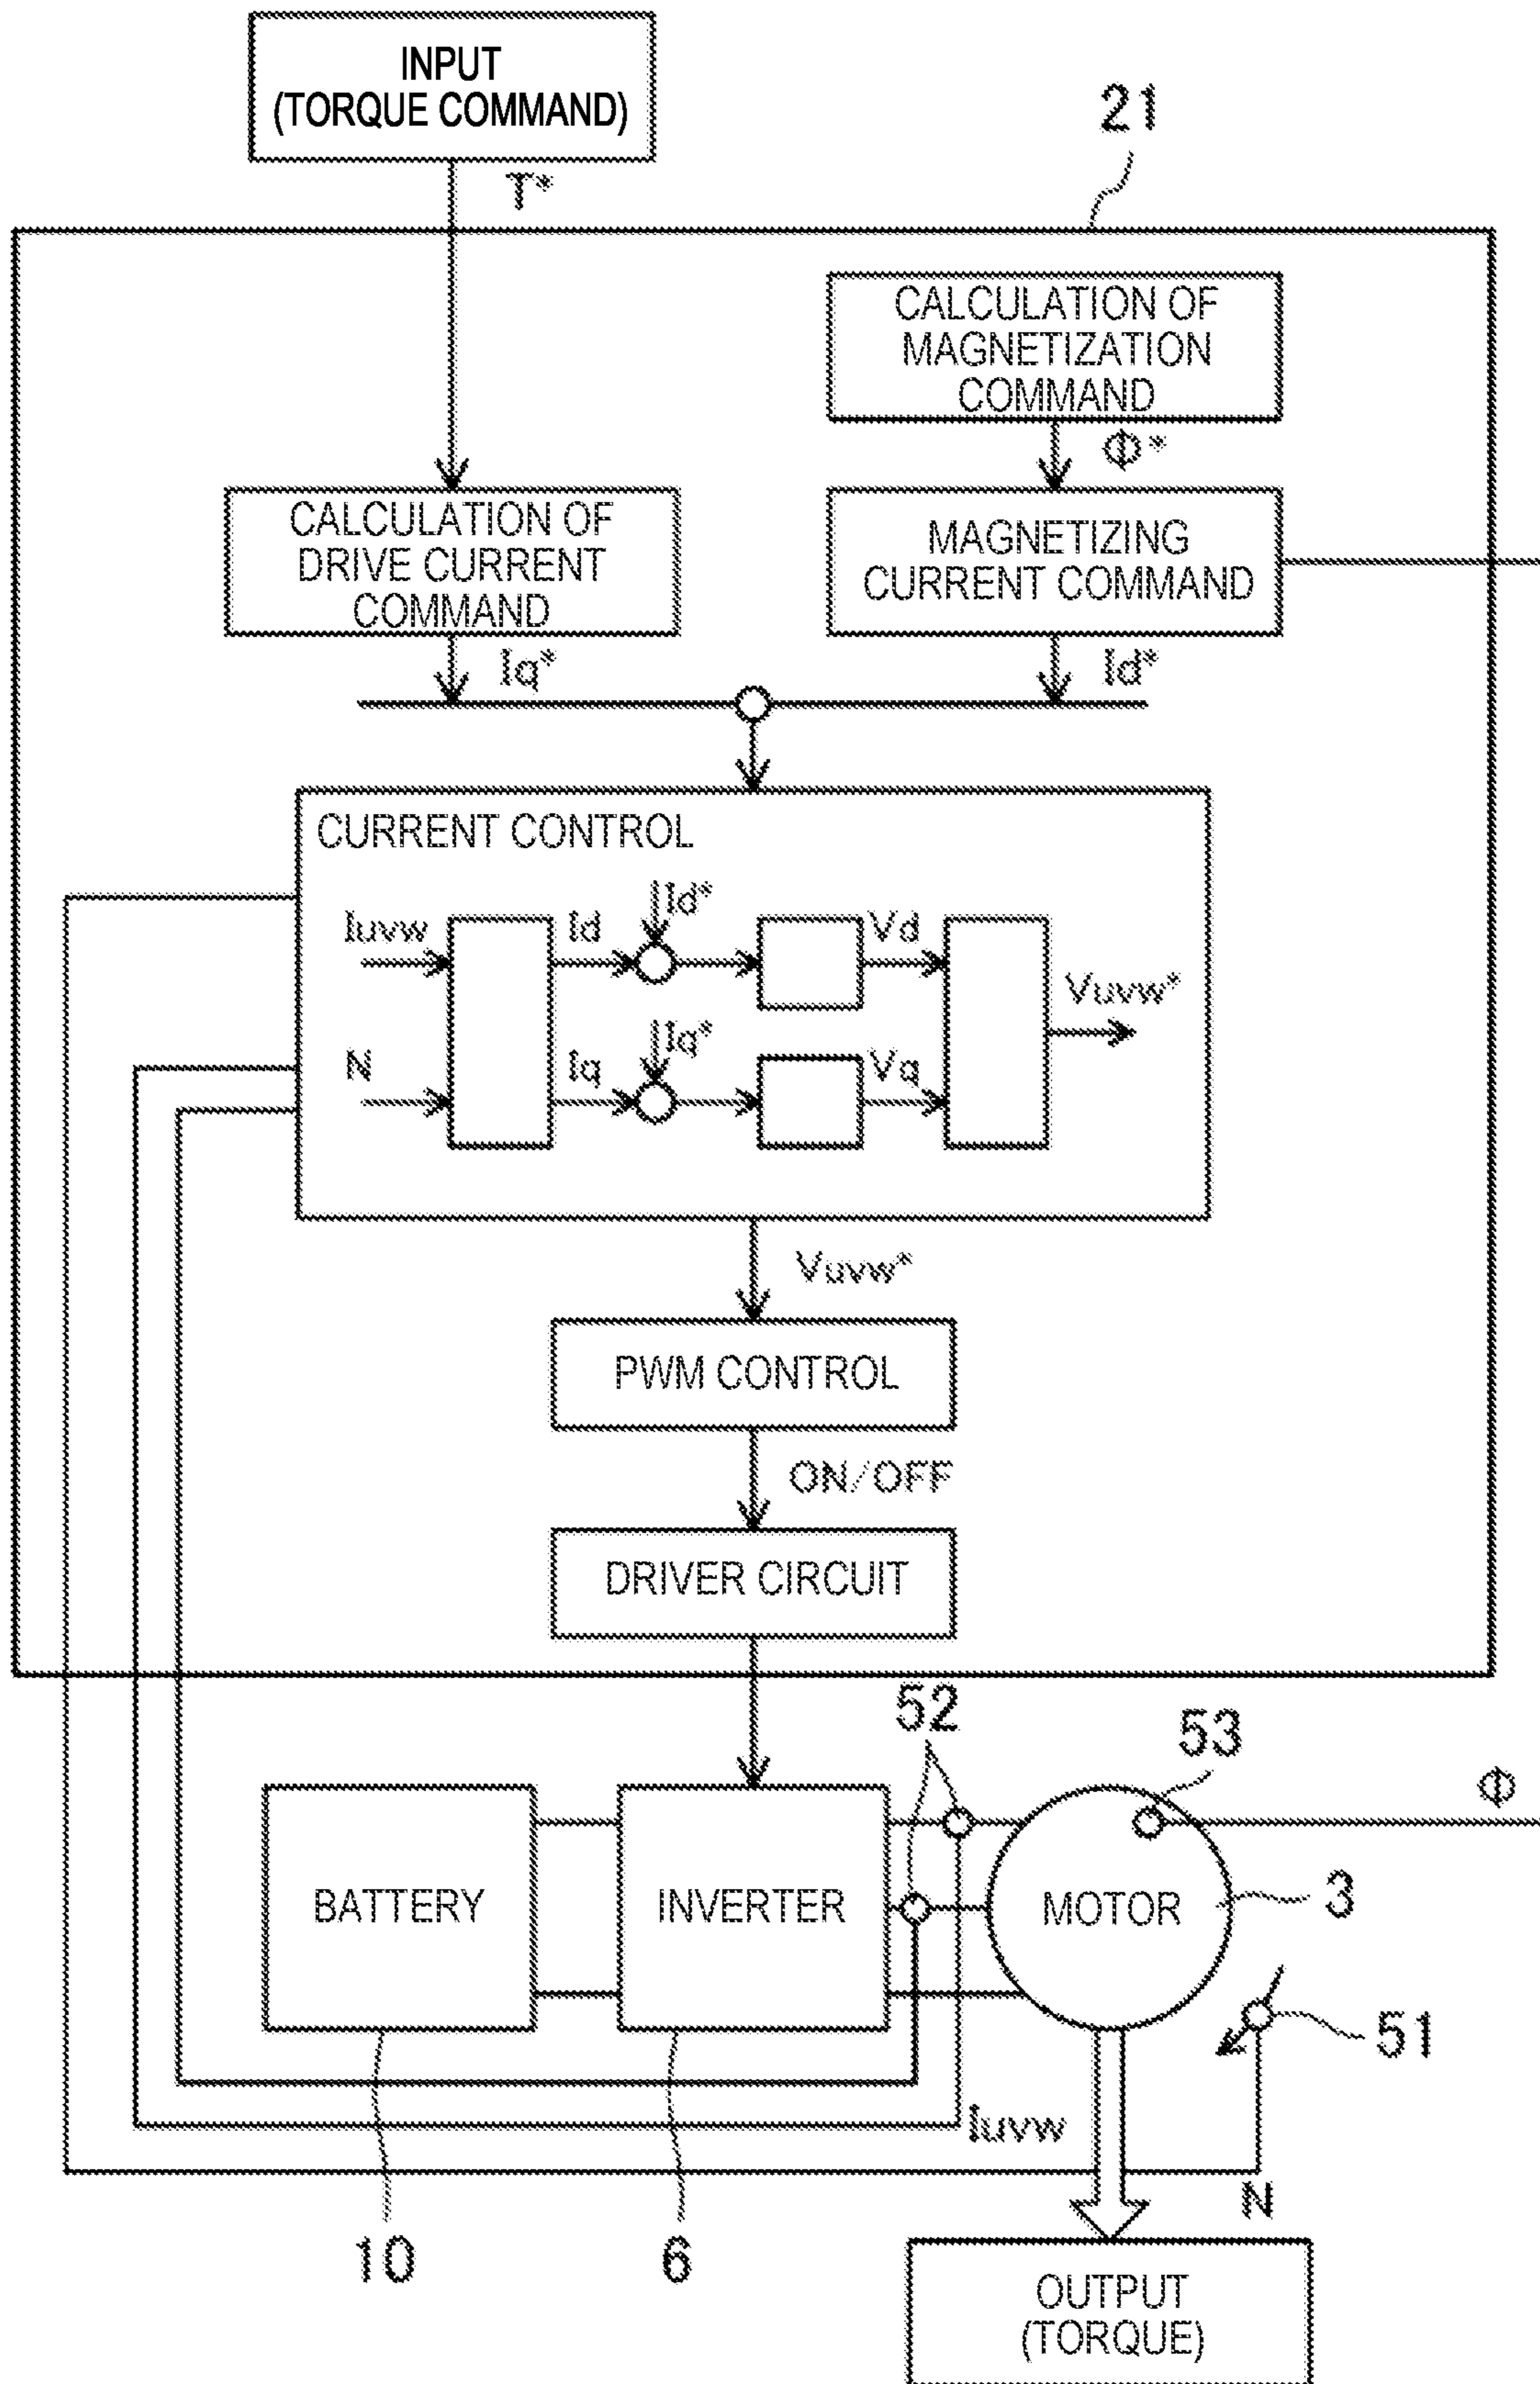 INPUT
(TORQUE COMMAND)
21
T*
CALCULATION OF
MAGNETIZATION
COMMAND
Φ*
CALCULATION OF
DRIVE CURRENT
COMMAND
MAGNETIZING
CURRENT COMMAND
Iq*
Id*
CURRENT CONTROL
Iuvw
Id
Id*
Vd
Vuvw*
N
Iq
Iq*
Vq
Vuvw*
PWM CONTROL
ON/OFF
DRIVER CIRCUIT
52
53
Φ
BATTERY
INVERTER
MOTOR
3
51
Iuvw
N
10
6
OUTPUT
(TORQUE)